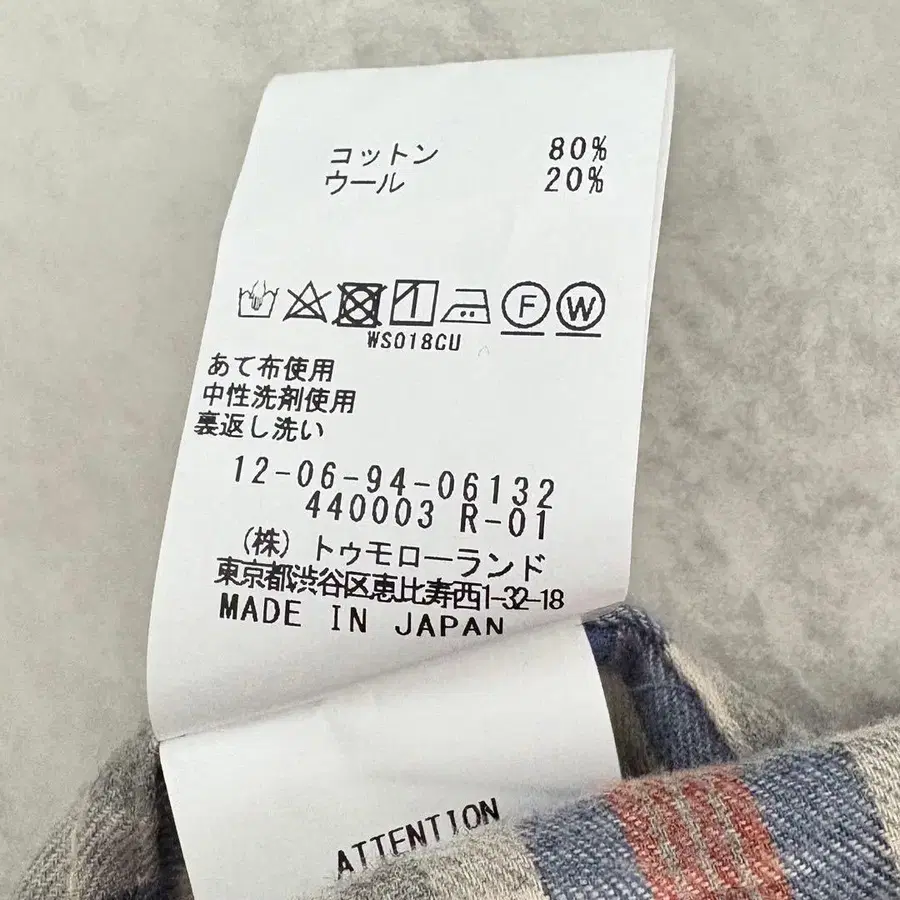 コットン 80%
ウール 20%
F W
WS018CU
あて布使用
中性洗剤使用
裏返し洗い
12-06-94-06132
440003 R-01
(株) トゥモローランド
東京都渋谷区恵比寿西1-32-18
MADE IN JAPAN
ATTENTION